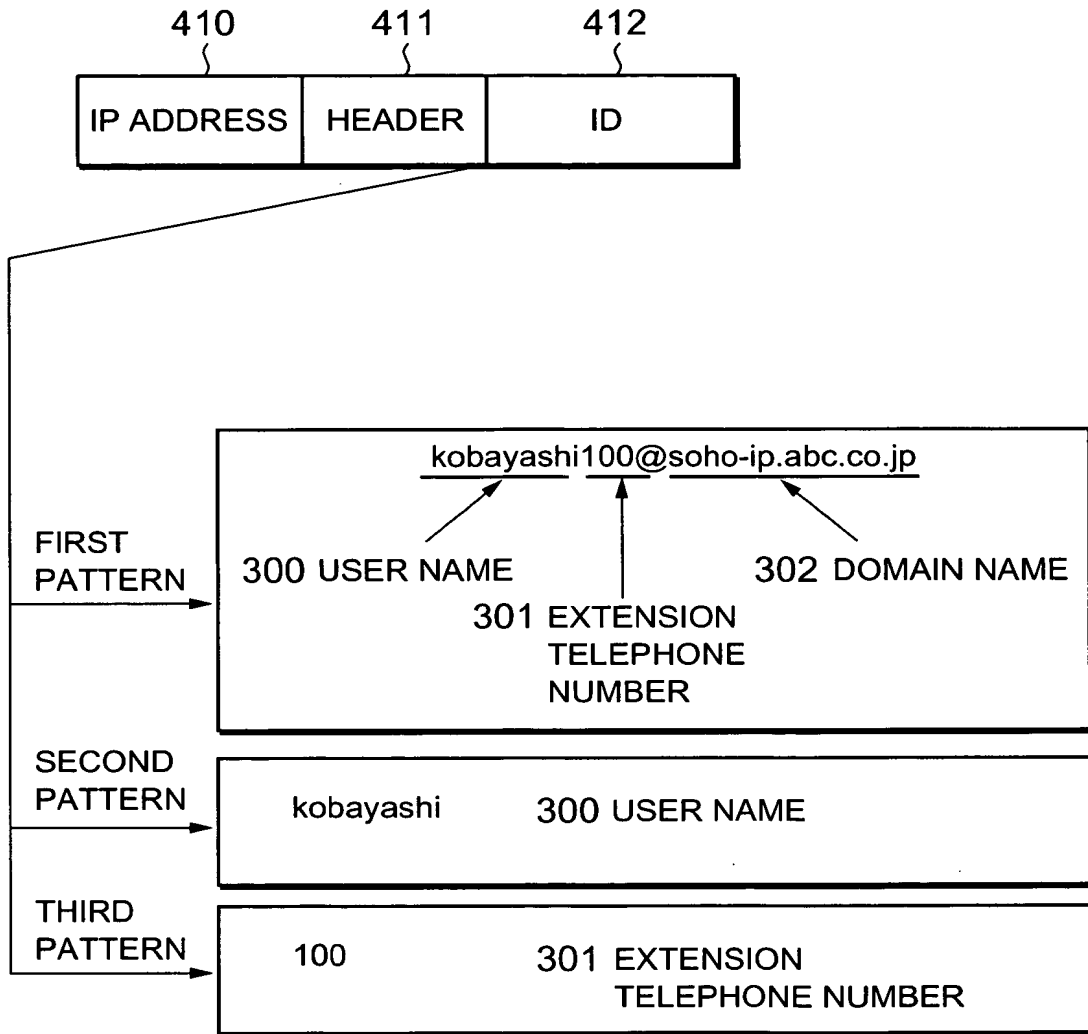 410 411 412
IP ADDRESS HEADER ID
kobayashi100@soho-ip.abc.co.jp
FIRST
PATTERN
300 USER NAME
302 DOMAIN NAME
301 EXTENSION
TELEPHONE
NUMBER
SECOND
PATTERN
kobayashi 300 USER NAME
THIRD
PATTERN
100 301 EXTENSION
TELEPHONE NUMBER